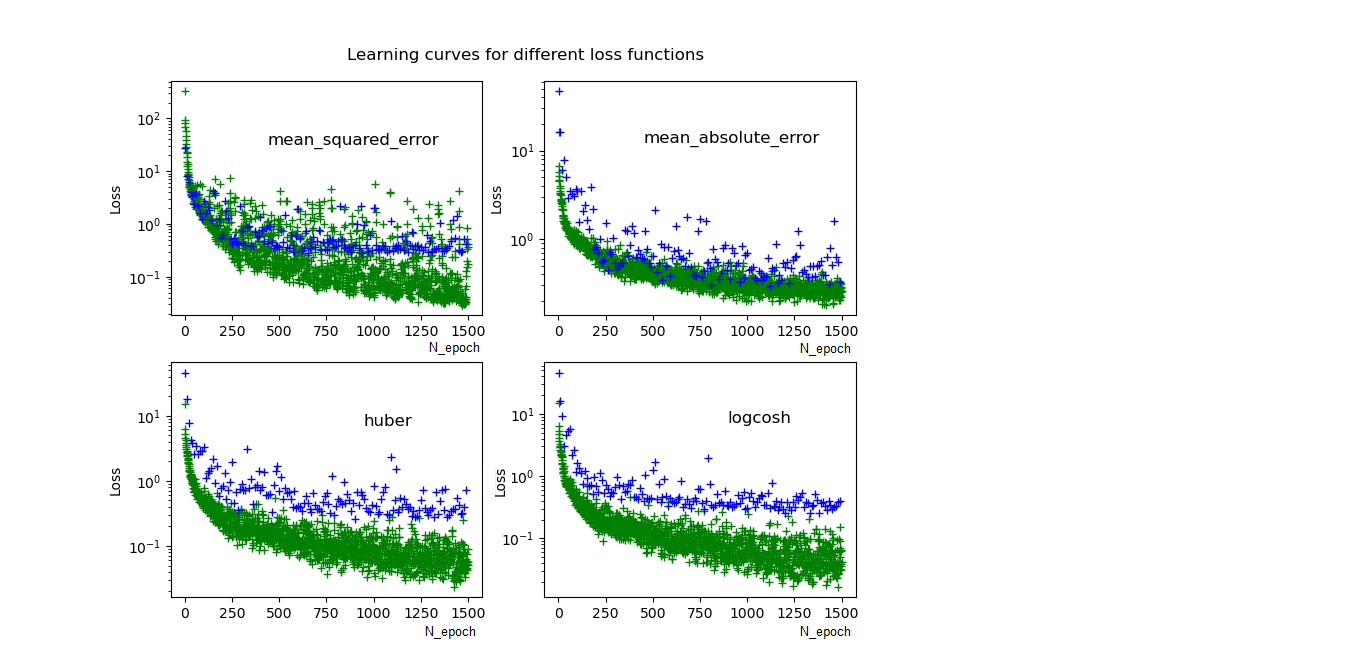 Learning curves for different loss functions
mean_squared_error
Loss
10²
10¹
10⁰
10⁻¹
0 250 500 750 1000 1250 1500
N_epoch
mean_absolute_error
Loss
10¹
10⁰
0 250 500 750 1000 1250 1500
N_epoch
huber
Loss
10¹
10⁰
10⁻¹
0 250 500 750 1000 1250 1500
N_epoch
logcosh
Loss
10¹
10⁰
10⁻¹
0 250 500 750 1000 1250 1500
N_epoch